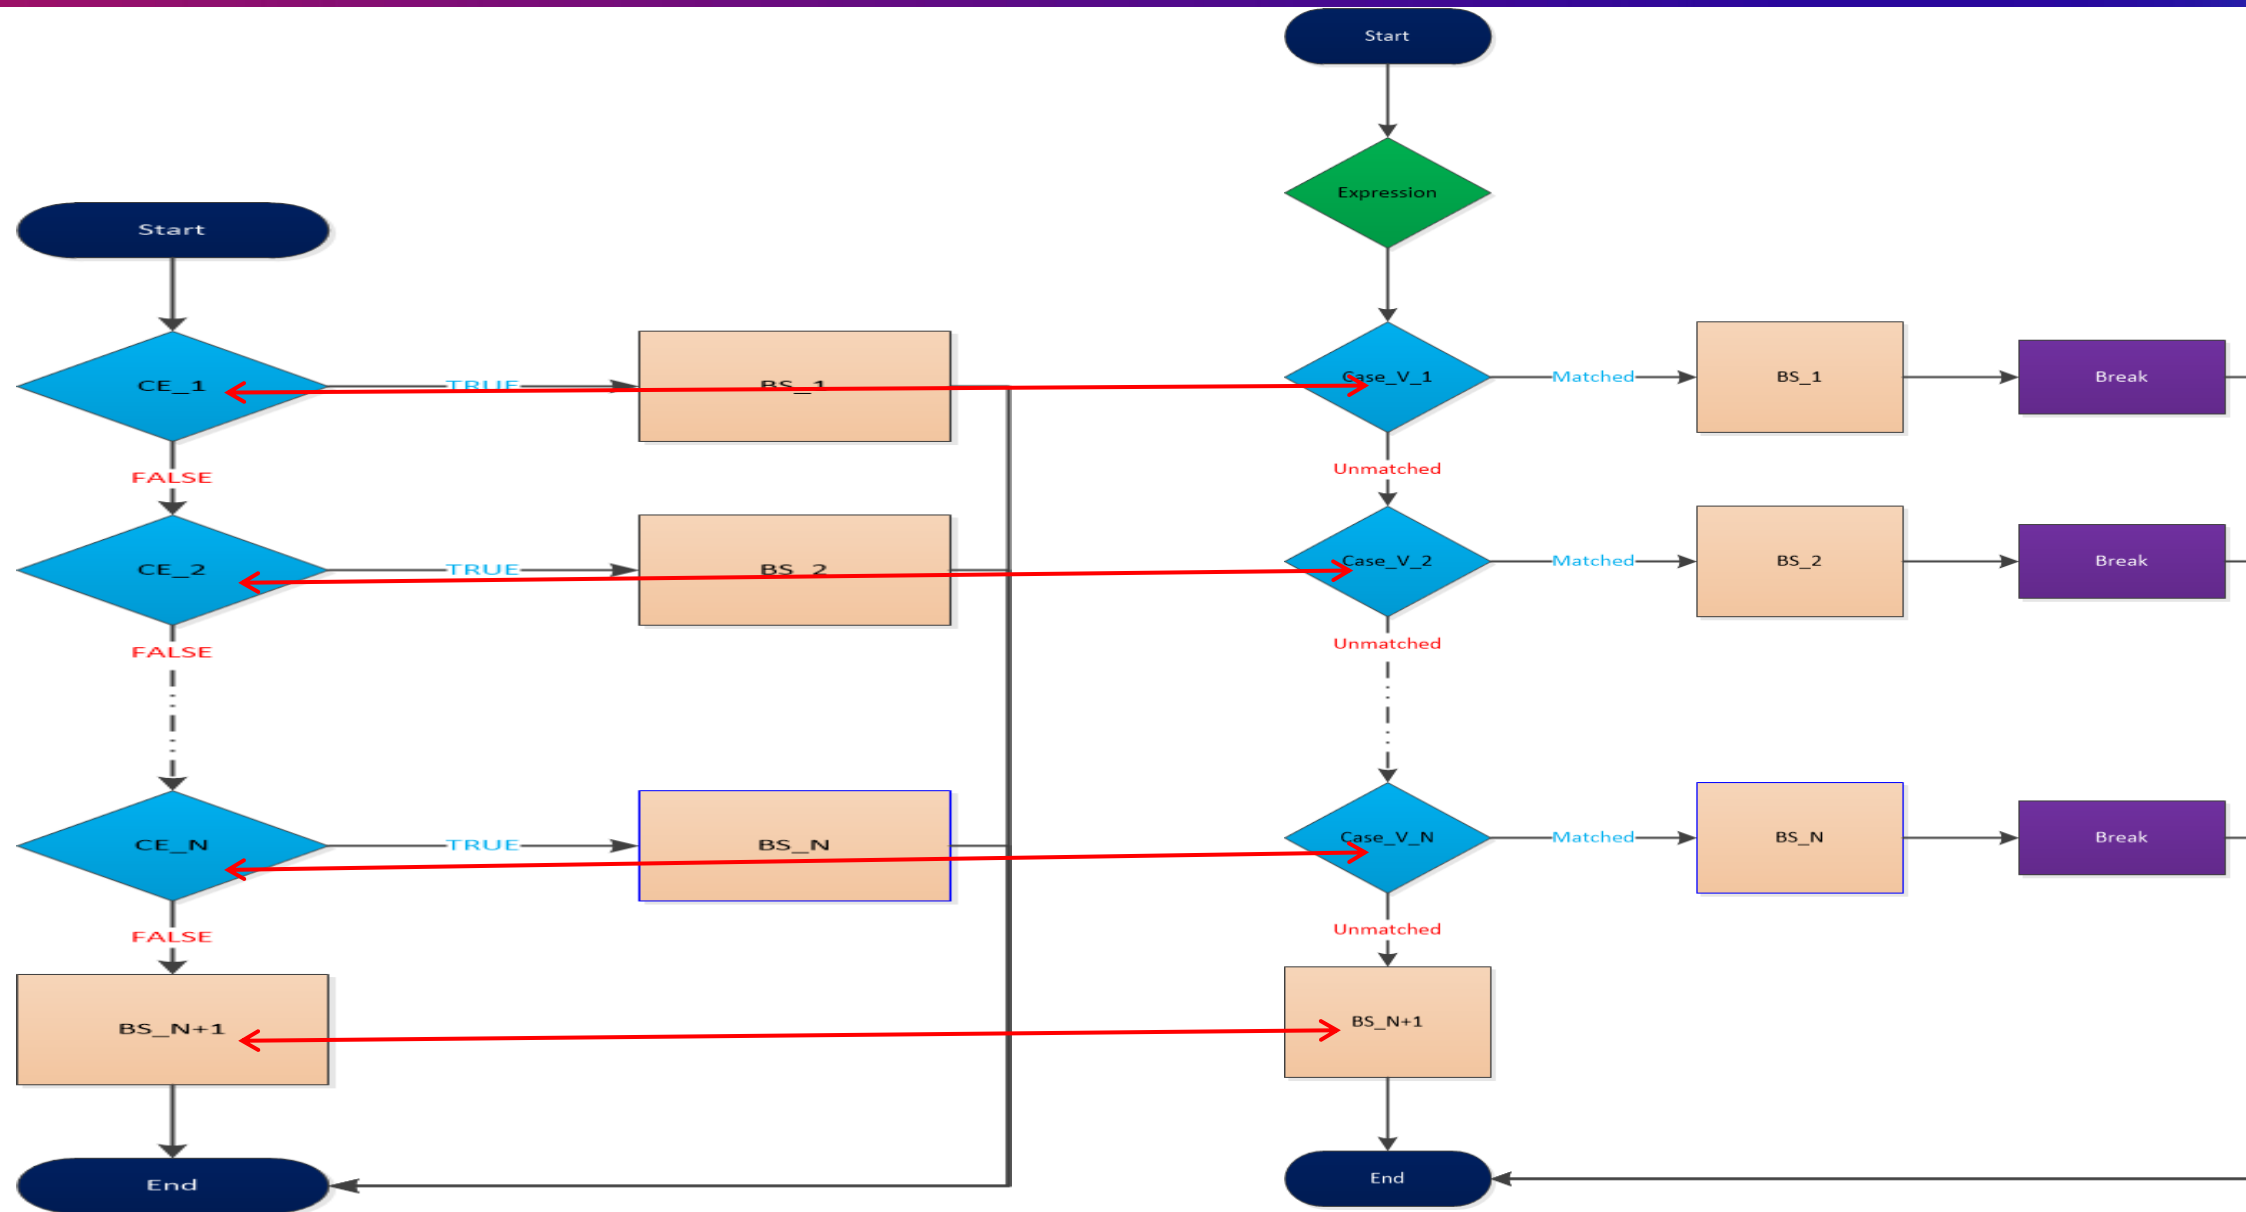 Start
CE_1
TRUE
BS_1
FALSE
CE_2
TRUE
BS_2
FALSE
CE_N
TRUE
BS_N
FALSE
BS_N+1
End
Start
Expression
Case_V_1
Matched
BS_1
Break
Unmatched
Case_V_2
Matched
BS_2
Break
Unmatched
Case_V_N
Matched
BS_N
Break
Unmatched
BS_N+1
End